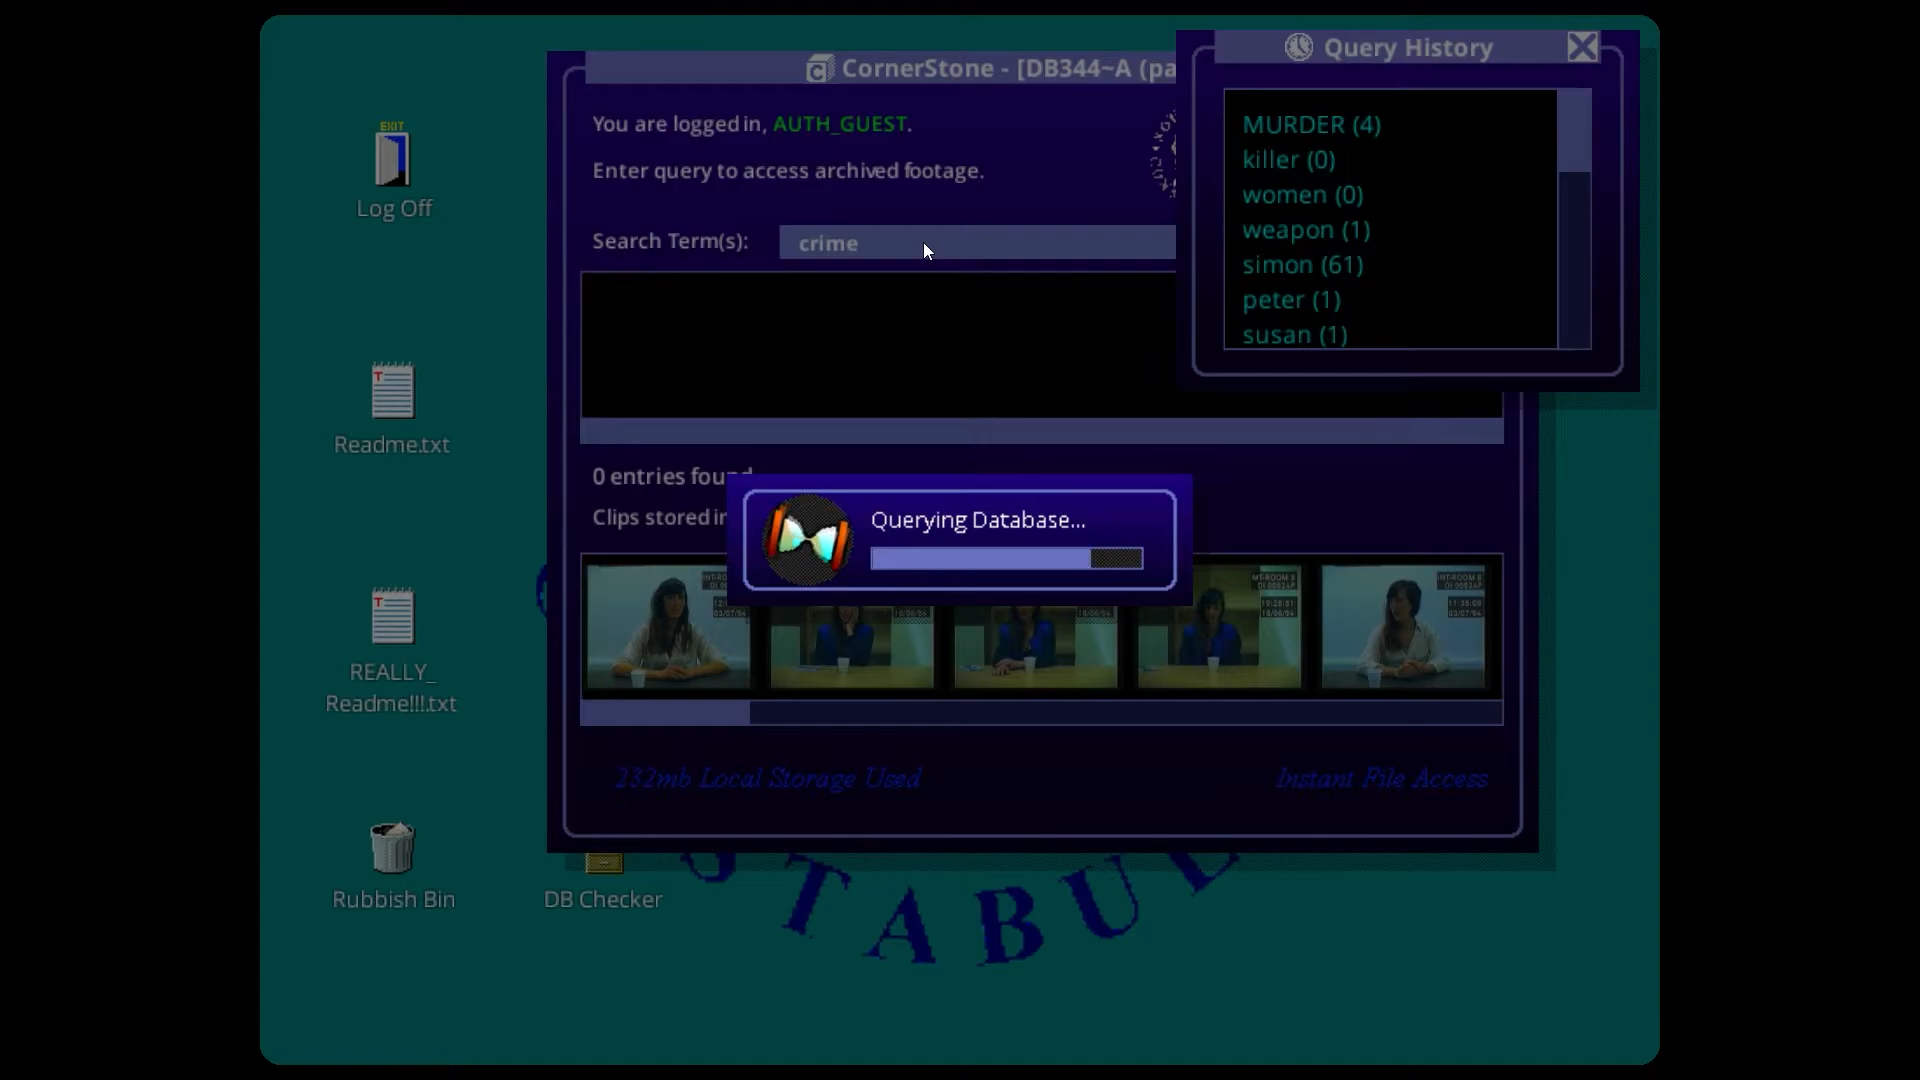 EXIT
Log Off
Readme.txt
REALLY_
Readme!!!.txt
Rubbish Bin
DB Checker
CornerStone - [DB344~A (pa
You are logged in, AUTH_GUEST.
Enter query to access archived footage.
Search Term(s): crime
0 entries fou
Clips stored in
Querying Database...
232mb Local Storage Used
Instant File Access
Query History
MURDER (4)
killer (0)
women (0)
weapon (1)
simon (61)
peter (1)
susan (1)
S T A B U L